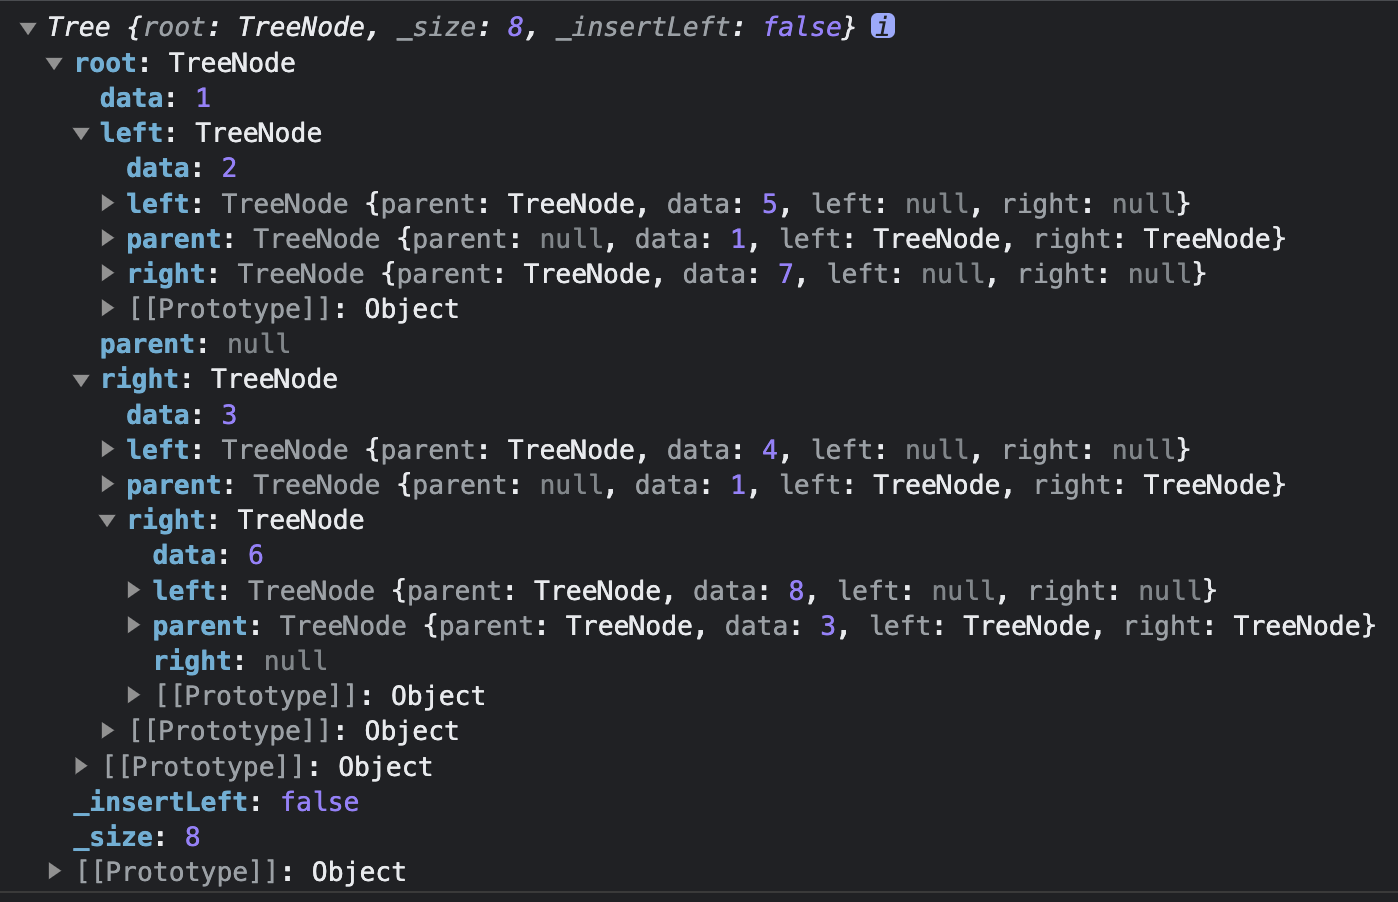 ▼ Tree {root: TreeNode, _size: 8, _insertLeft: false} i
▼ root: TreeNode
data: 1
▼ left: TreeNode
data: 2
▶ left: TreeNode {parent: TreeNode, data: 5, left: null, right: null}
▶ parent: TreeNode {parent: null, data: 1, left: TreeNode, right: TreeNode}
▶ right: TreeNode {parent: TreeNode, data: 7, left: null, right: null}
▶ [[Prototype]]: Object
parent: null
▼ right: TreeNode
data: 3
▶ left: TreeNode {parent: TreeNode, data: 4, left: null, right: null}
▶ parent: TreeNode {parent: null, data: 1, left: TreeNode, right: TreeNode}
▼ right: TreeNode
data: 6
▶ left: TreeNode {parent: TreeNode, data: 8, left: null, right: null}
▶ parent: TreeNode {parent: TreeNode, data: 3, left: TreeNode, right: TreeNode}
right: null
▶ [[Prototype]]: Object
▶ [[Prototype]]: Object
▶ [[Prototype]]: Object
_insertLeft: false
_size: 8
▶ [[Prototype]]: Object